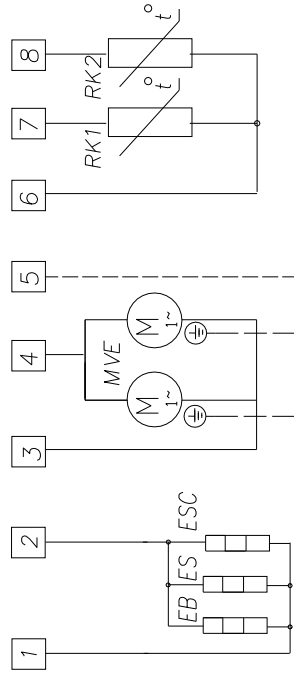 1 2 3 4 5 6 7 8
EB ES ESC
MVE
M 1~
M 1~
RK1 t°
RK2 t°